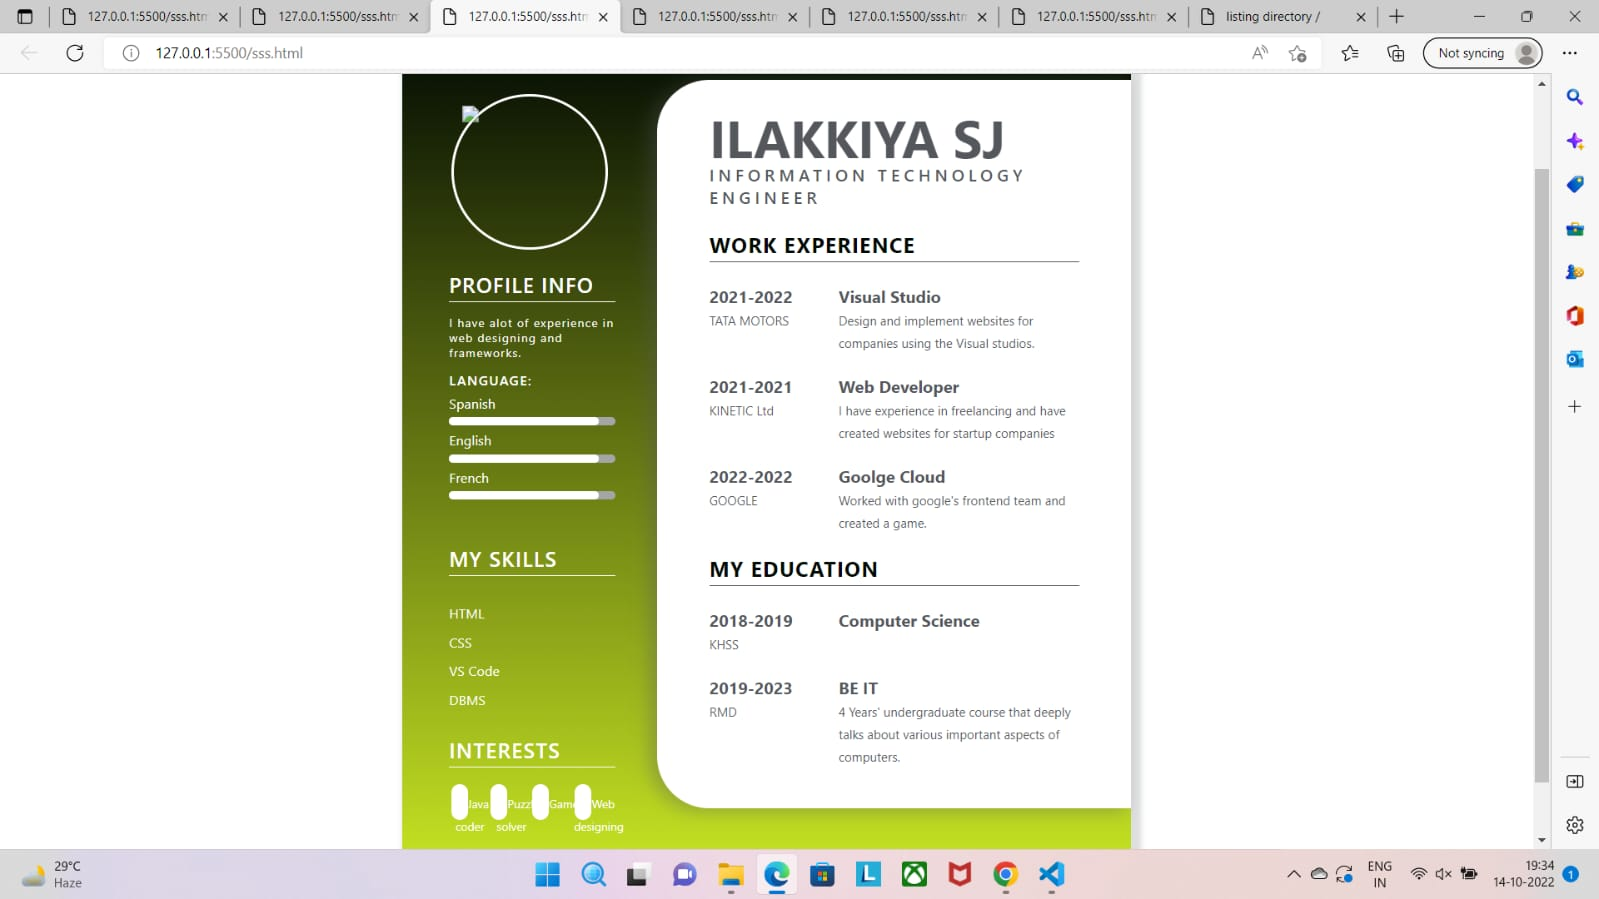 127.0.0.1:5500/sss.htm
127.0.0.1:5500/sss.htm
127.0.0.1:5500/sss.htm
127.0.0.1:5500/sss.htm
127.0.0.1:5500/sss.htm
127.0.0.1:5500/sss.htm
listing directory /
127.0.0.1:5500/sss.html
Not syncing
PROFILE INFO
I have alot of experience in
web designing and
frameworks.
LANGUAGE:
Spanish
English
French
MY SKILLS
HTML
CSS
VS Code
DBMS
INTERESTS
Java Puzzl Game Web
coder solver designing
ILAKKIYA SJ
INFORMATION TECHNOLOGY
ENGINEER
WORK EXPERIENCE
2021-2022 Visual Studio
TATA MOTORS Design and implement websites for
companies using the Visual studios.
2021-2021 Web Developer
KINETIC Ltd I have experience in freelancing and have
created websites for startup companies
2022-2022 Goolge Cloud
GOOGLE Worked with google's frontend team and
created a game.
MY EDUCATION
2018-2019 Computer Science
KHSS
2019-2023 BE IT
RMD 4 Years' undergraduate course that deeply
talks about various important aspects of
computers.
29°C
Haze
ENG
IN
19:34
14-10-2022
1